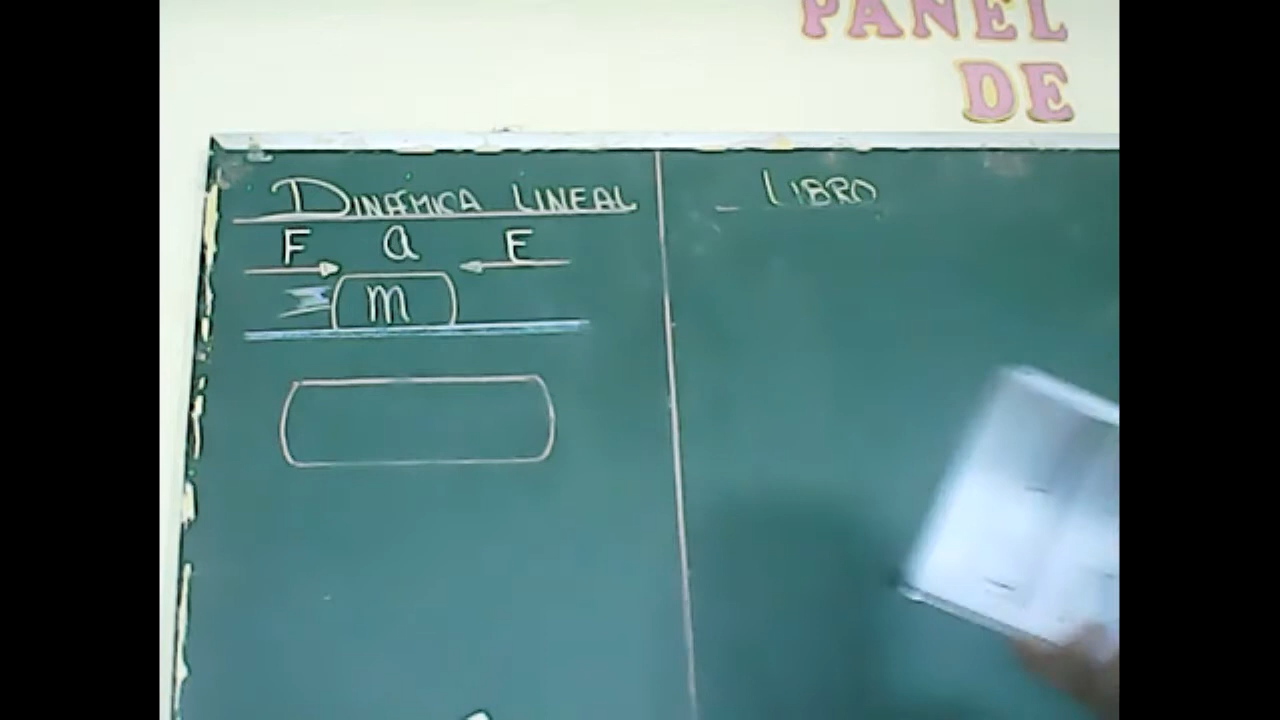 PANEL
DE
DINÁMICA LINEAL
F a F
m
- LIBRO